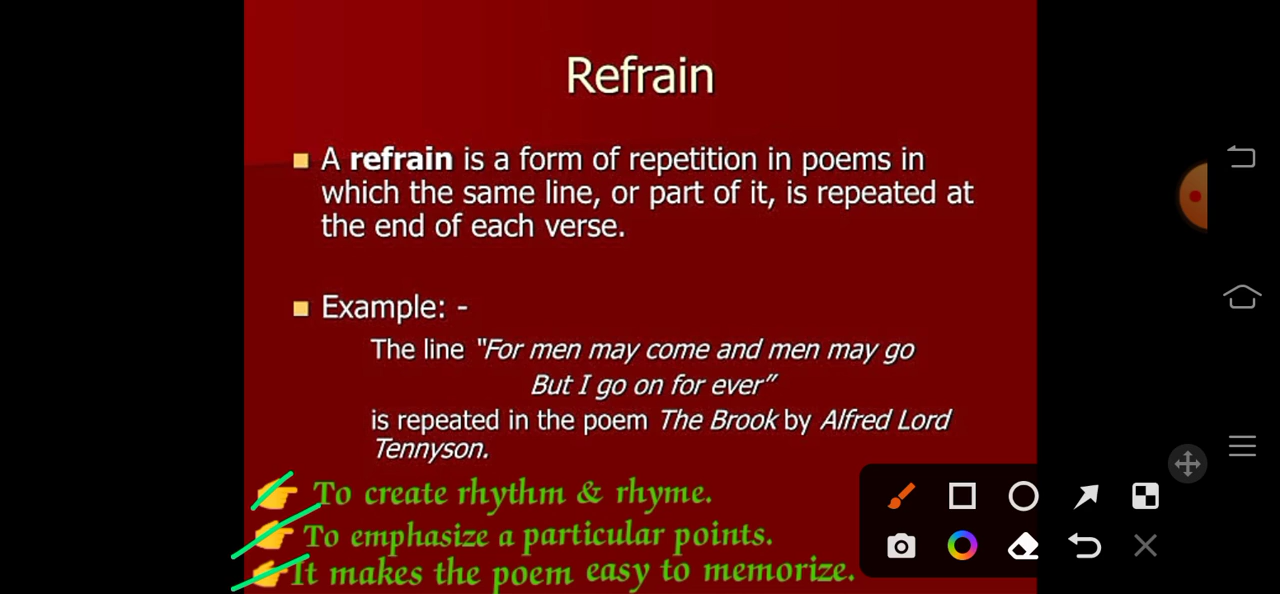 Refrain
A refrain is a form of repetition in poems in
which the same line, or part of it, is repeated at
the end of each verse.
Example: -
The line "For men may come and men may go
But I go on for ever"
is repeated in the poem The Brook by Alfred Lord
Tennyson.
To create rhythm & rhyme.
To emphasize a particular points.
It makes the poem easy to memorize.